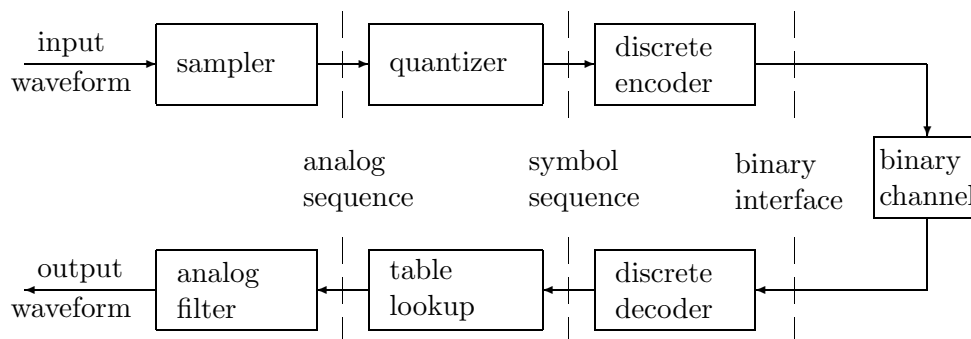 input
waveform
sampler
quantizer
discrete
encoder
analog
sequence
symbol
sequence
binary
interface
binary
channel
output
waveform
analog
filter
table
lookup
discrete
decoder